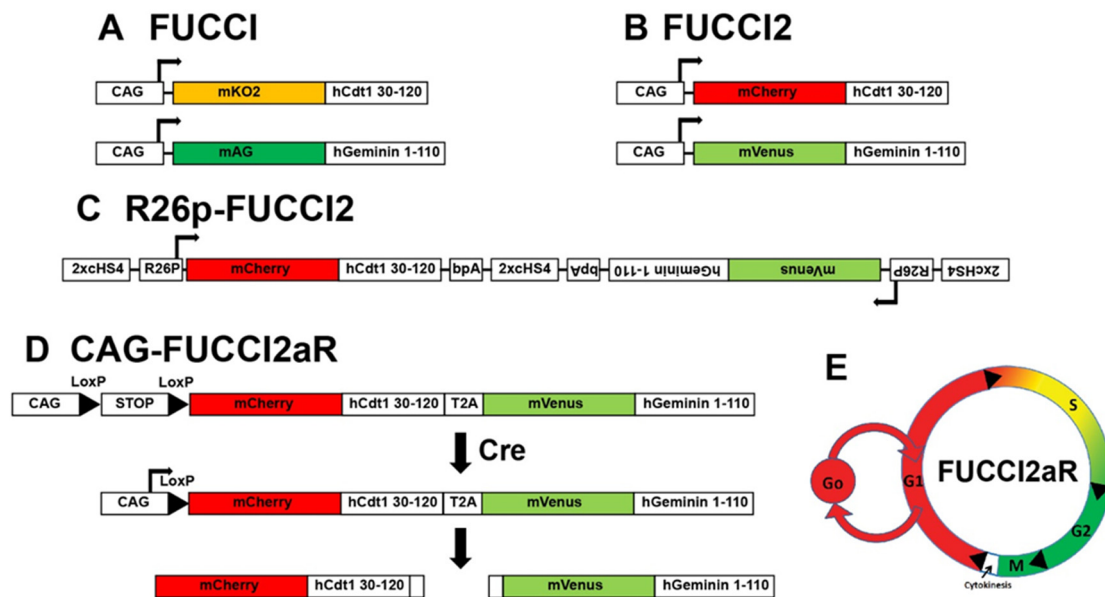 A FUCCI
CAG mKO2 hCdt1 30-120
CAG mAG hGeminin 1-110
B FUCCI2
CAG mCherry hCdt1 30-120
CAG mVenus hGeminin 1-110
C R26p-FUCCI2
2xcHS4 R26P mCherry hCdt1 30-120 bpA 2xcHS4 bpA hGeminin 1-110 mVenus R26P 2xcHS4
D CAG-FUCCI2aR
LoxP LoxP
CAG STOP mCherry hCdt1 30-120 T2A mVenus hGeminin 1-110
Cre
LoxP
CAG mCherry hCdt1 30-120 T2A mVenus hGeminin 1-110
mCherry hCdt1 30-120 mVenus hGeminin 1-110
E
S
FUCCI2aR
Go G1
G2
M
Cytokinesis